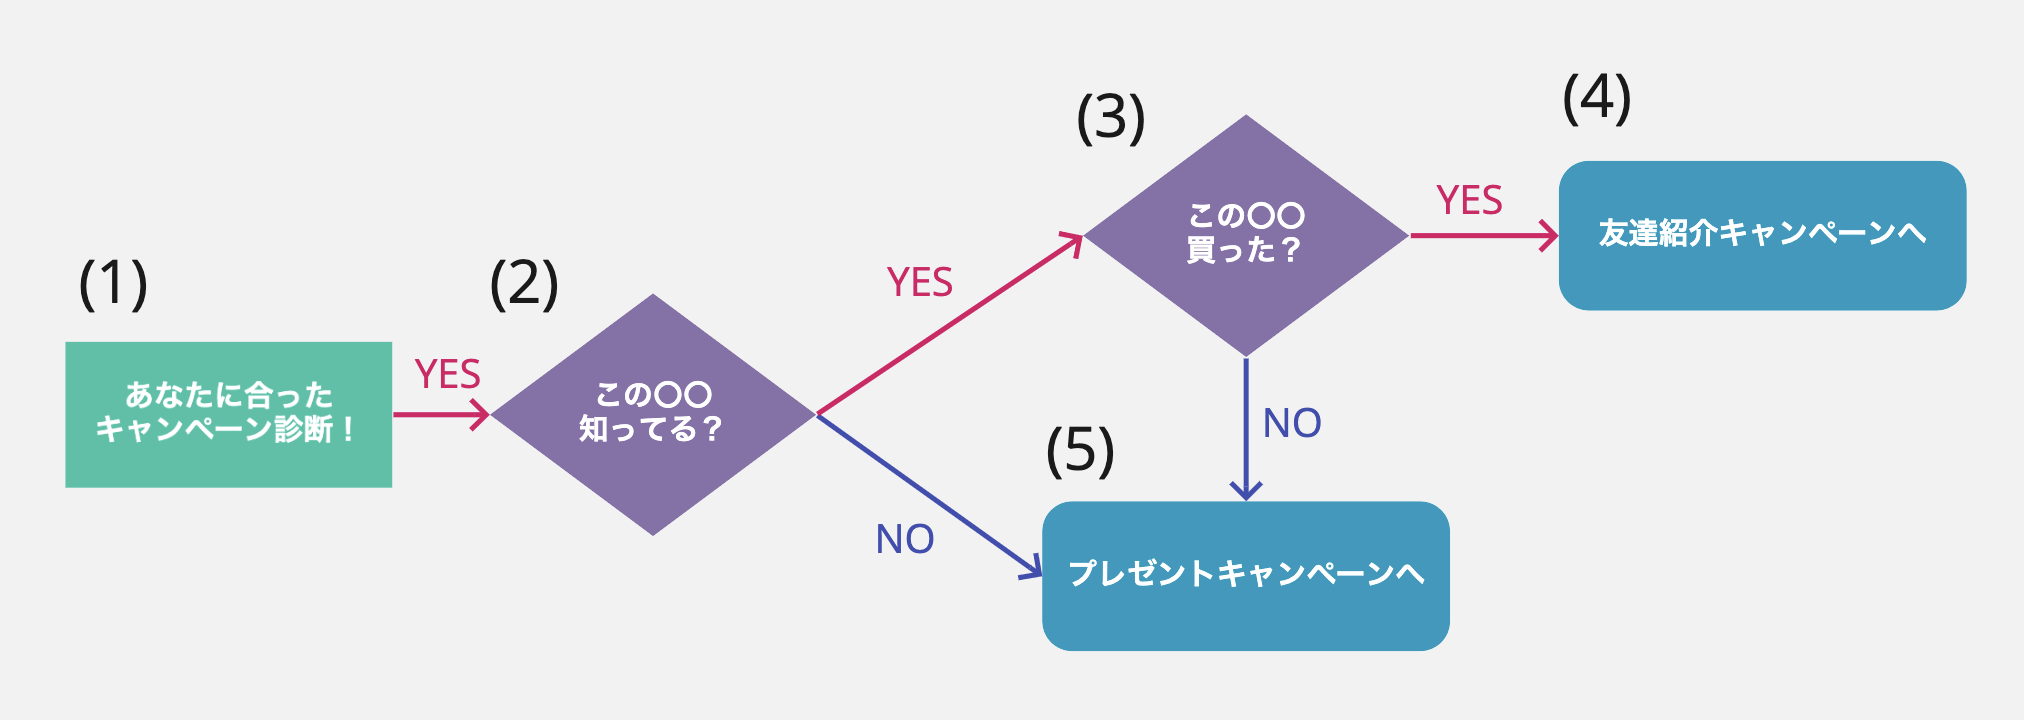 (1)
あなたに合った
キャンペーン診断！
YES
(2)
この〇〇
知ってる？
YES
NO
(3)
この〇〇
買った？
YES
NO
(4)
友達紹介キャンペーンへ
(5)
プレゼントキャンペーンへ